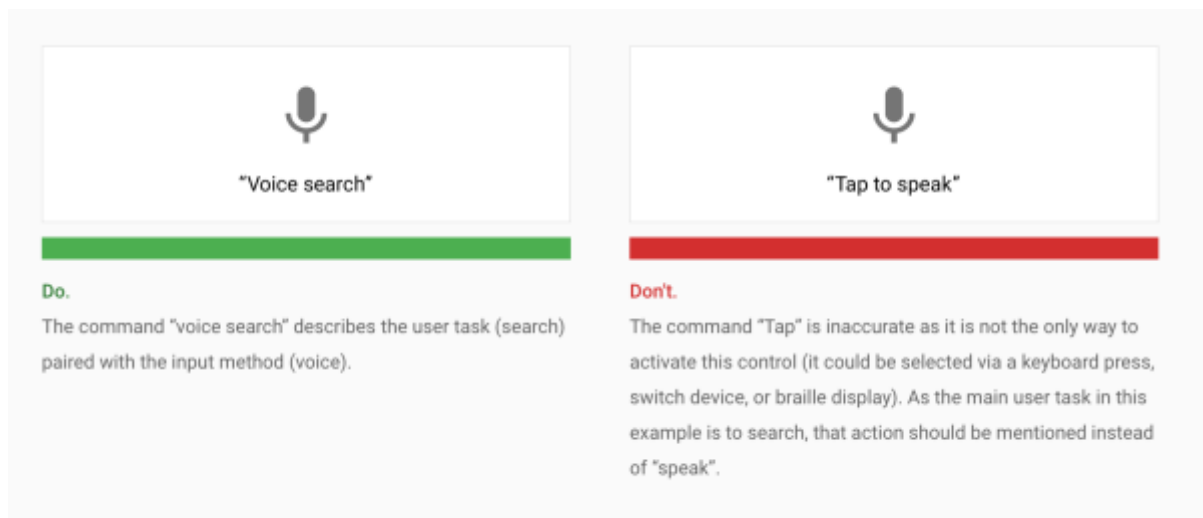 “Voice search”
“Tap to speak”
Do.
The command “voice search” describes the user task (search)
paired with the input method (voice).
Don't.
The command “Tap” is inaccurate as it is not the only way to
activate this control (it could be selected via a keyboard press,
switch device, or braille display). As the main user task in this
example is to search, that action should be mentioned instead
of “speak”.